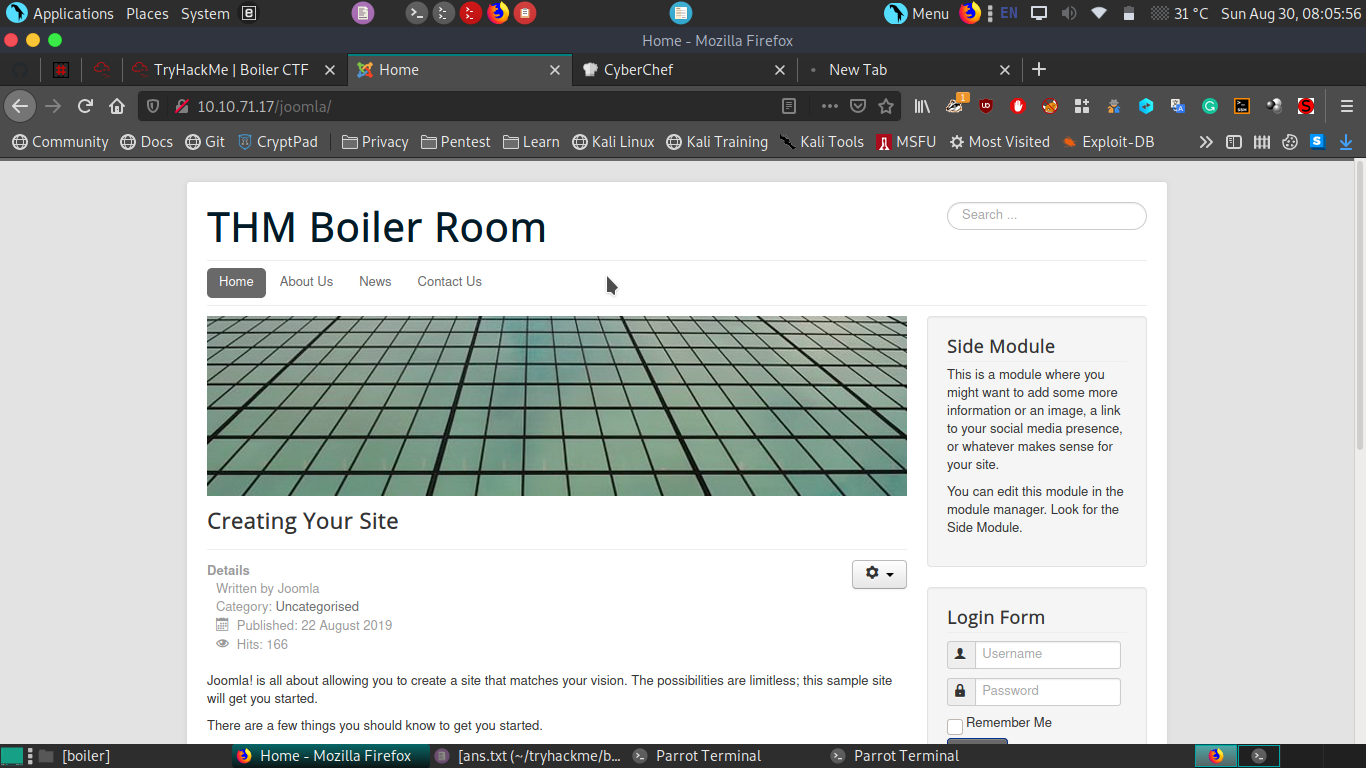 Applications Places System Menu EN 31 °C Sun Aug 30, 08:05:56
Home - Mozilla Firefox
TryHackMe | Boiler CTF Home CyberChef New Tab
10.10.71.17/joomla/ 1
Community Docs Git CryptPad Privacy Pentest Learn Kali Linux Kali Training Kali Tools MSFU Most Visited Exploit-DB
THM Boiler Room
Search ...
Home About Us News Contact Us
Creating Your Site
Details
Written by Joomla
Category: Uncategorised
Published: 22 August 2019
Hits: 166
Joomla! is all about allowing you to create a site that matches your vision. The possibilities are limitless; this sample site
will get you started.
There are a few things you should know to get you started.
Side Module
This is a module where you
might want to add some more
information or an image, a link
to your social media presence,
or whatever makes sense for
your site.
You can edit this module in the
module manager. Look for the
Side Module.
Login Form
Username
Password
Remember Me
[boiler] Home - Mozilla Firefox [ans.txt (~/tryhackme/b... Parrot Terminal Parrot Terminal